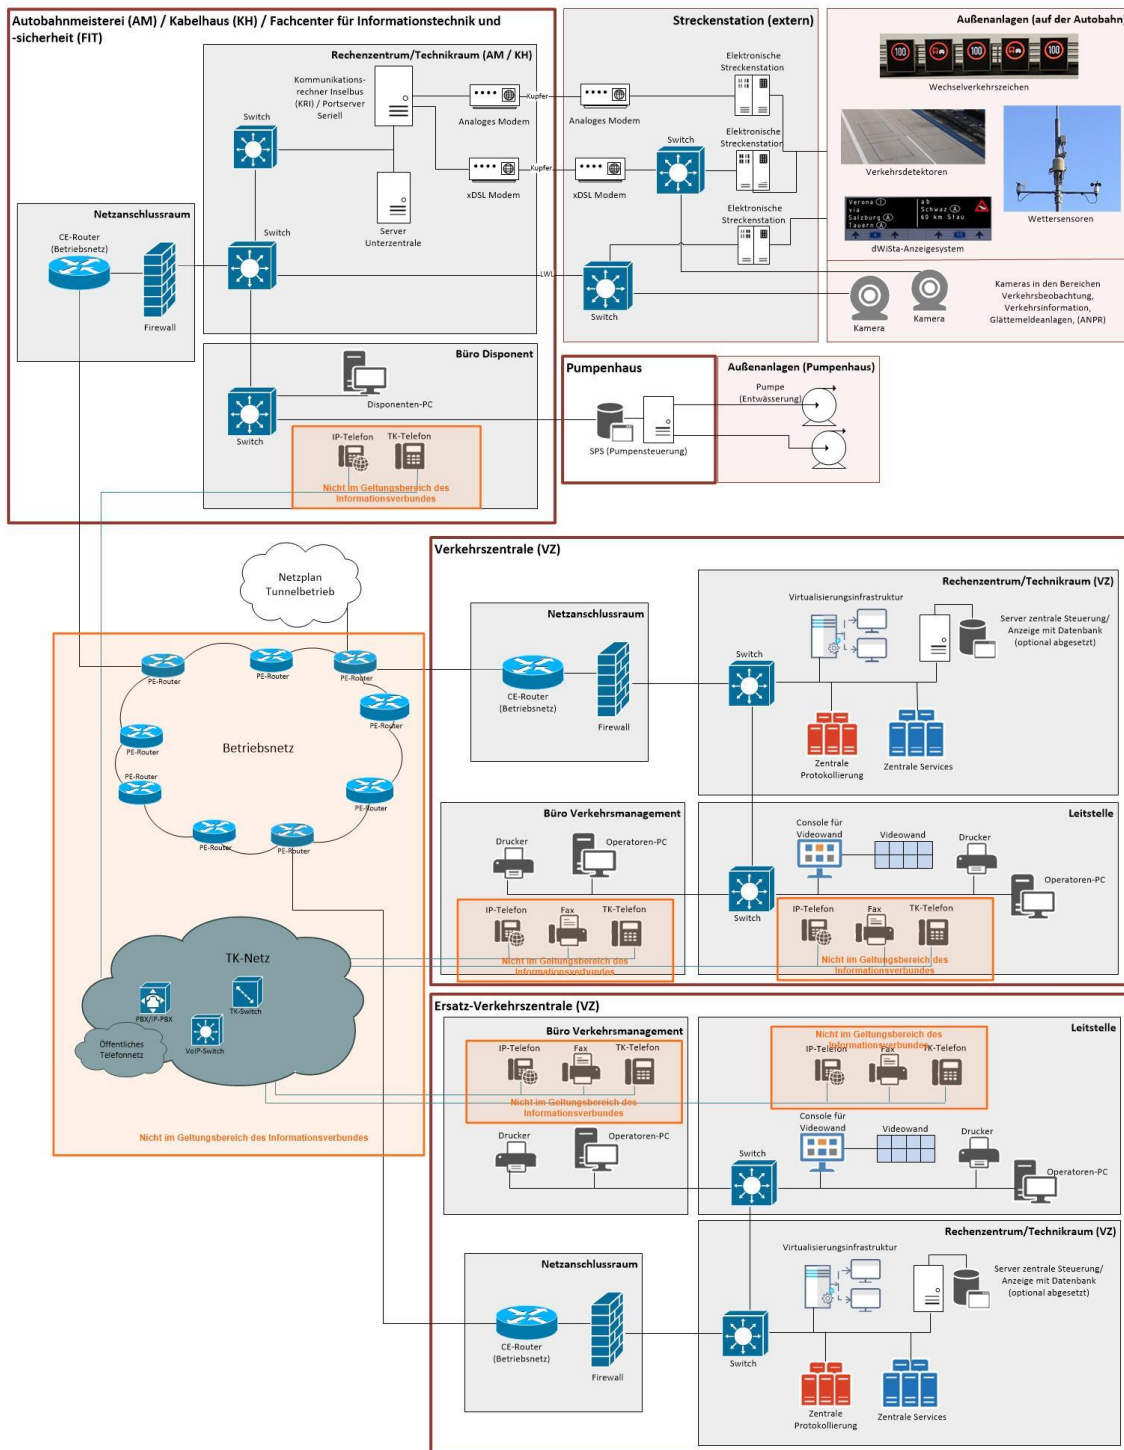 Autobahnmeisterei (AM) / Kabelhaus (KH) / Fachcenter für Informationstechnik und
-sicherheit (FIT)
Rechenzentrum/Technikraum (AM / KH)
Kommunikations-
rechner Inselbus
(KRI) / Portserver
Seriell
Switch
Analoges Modem
Kupfer
xDSL Modem
Kupfer
Server
Unterzentrale
Switch
LWL
Netzanschlussraum
CE-Router
(Betriebsnetz)
Firewall
Büro Disponent
Disponenten-PC
Switch
IP-Telefon
TK-Telefon
Nicht im Geltungsbereich des
Informationsverbundes
Streckenstation (extern)
Elektronische
Streckenstation
Analoges Modem
Switch
Elektronische
Streckenstation
xDSL Modem
Elektronische
Streckenstation
Switch
Außenanlagen (auf der Autobahn)
100
100
100
Wechselverkehrszeichen
Verkehrsdetektoren
Wettersensoren
Verona
via
Salzburg A
Tauern A
ab
Schwaz A
60 km Stau
dWiSta-Anzeigesystem
Kamera
Kamera
Kameras in den Bereichen
Verkehrsbeobachtung,
Verkehrsinformation,
Glättemeldeanlagen, (ANPR)
Pumpenhaus
SPS (Pumpensteuerung)
Außenanlagen (Pumpenhaus)
Pumpe
(Entwässerung)
Netzplan
Tunnelbetrieb
PE-Router
PE-Router
PE-Router
PE-Router
PE-Router
PE-Router
PE-Router
PE-Router
PE-Router
Betriebsnetz
TK-Netz
PBX/IP-PBX
TK-Switch
VoIP-Switch
Öffentliches
Telefonnetz
Nicht im Geltungsbereich des Informationsverbundes
Verkehrszentrale (VZ)
Netzanschlussraum
CE-Router
(Betriebsnetz)
Firewall
Rechenzentrum/Technikraum (VZ)
Virtualisierungsinfrastruktur
Server zentrale Steuerung/
Anzeige mit Datenbank
(optional abgesetzt)
Switch
Zentrale
Protokollierung
Zentrale Services
Büro Verkehrsmanagement
Drucker
Operatoren-PC
IP-Telefon
Fax
TK-Telefon
Nicht im Geltungsbereich des
Informationsverbundes
Leitstelle
Console für
Videowand
Videowand
Drucker
Operatoren-PC
Switch
IP-Telefon
Fax
TK-Telefon
Nicht im Geltungsbereich des
Informationsverbundes
Ersatz-Verkehrszentrale (VZ)
Büro Verkehrsmanagement
IP-Telefon
Fax
TK-Telefon
Nicht im Geltungsbereich des
Informationsverbundes
Drucker
Operatoren-PC
Leitstelle
Nicht im Geltungsbereich des
Informationsverbundes
IP-Telefon
Fax
TK-Telefon
Console für
Videowand
Videowand
Drucker
Operatoren-PC
Switch
Netzanschlussraum
CE-Router
(Betriebsnetz)
Firewall
Rechenzentrum/Technikraum (VZ)
Virtualisierungsinfrastruktur
Server zentrale Steuerung/
Anzeige mit Datenbank
(optional abgesetzt)
Switch
Zentrale
Protokollierung
Zentrale Services